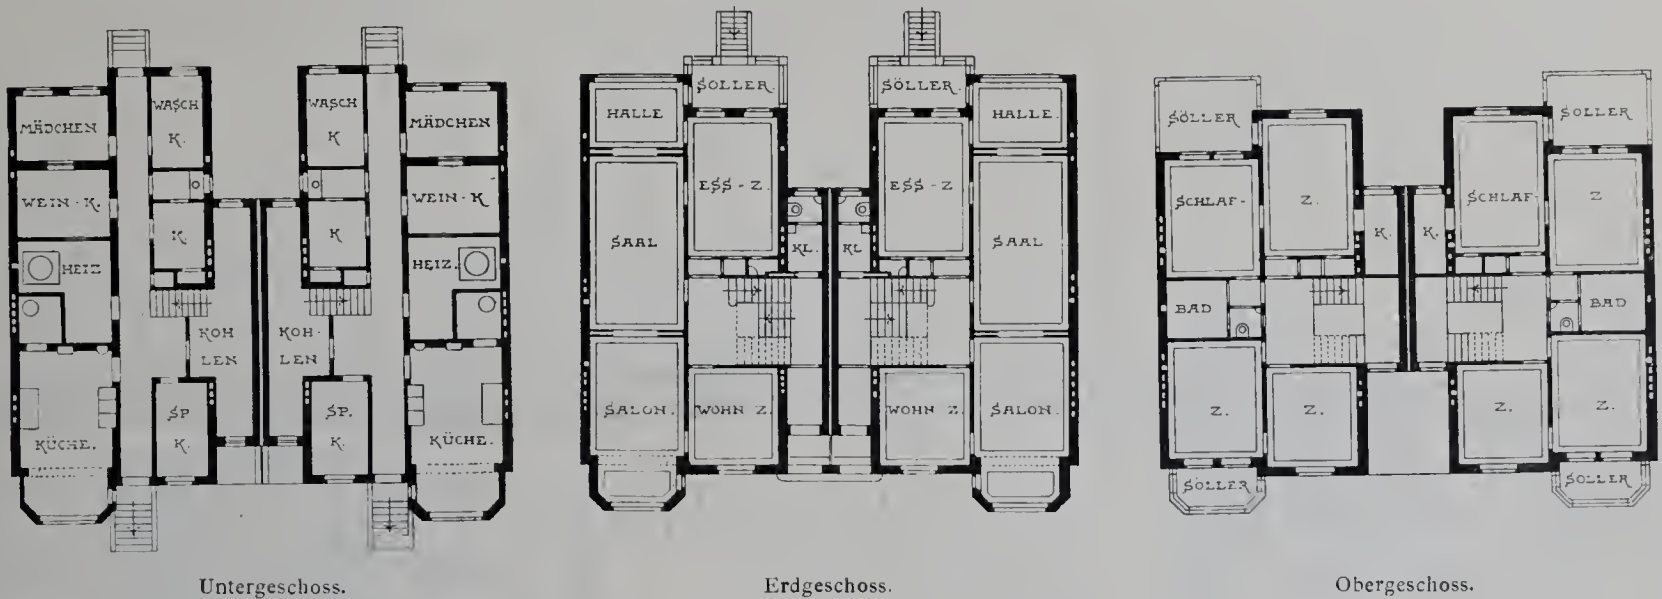 WASCH
K.
MÄDCHEN
WEIN - K.
K.
HEIZ
KOH
LEN
SP
K.
KÜCHE.
WASCH
K.
MÄDCHEN
WEIN - K
K
HEIZ.
KOH-
LEN
SP.
K.
KÜCHE.
Untergeschoss.
SÖLLER.
HALLE
ESS - Z.
SAAL
KL.
SALON.
WOHN Z.
SÖLLER.
HALLE.
ESS - Z
SAAL
KL
WOHN Z.
SALON.
Erdgeschoss.
SÖLLER
SCHLAF-
Z.
K.
BAD
Z.
Z.
SÖLLER
SÖLLER
SCHLAF-
Z
K.
BAD
Z.
Z.
SÖLLER
Obergeschoss.